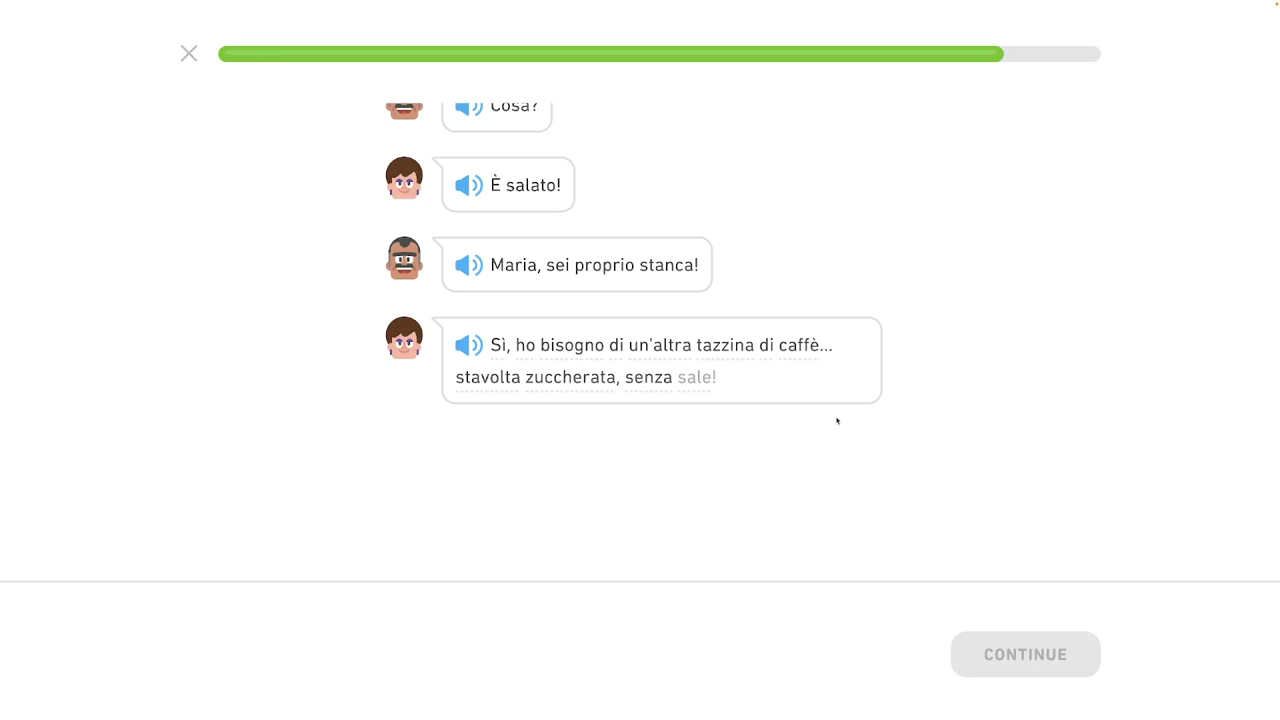 Cosa?
È salato!
Maria, sei proprio stanca!
Sì, ho bisogno di un'altra tazzina di caffè...
stavolta zuccherata, senza sale!
CONTINUE